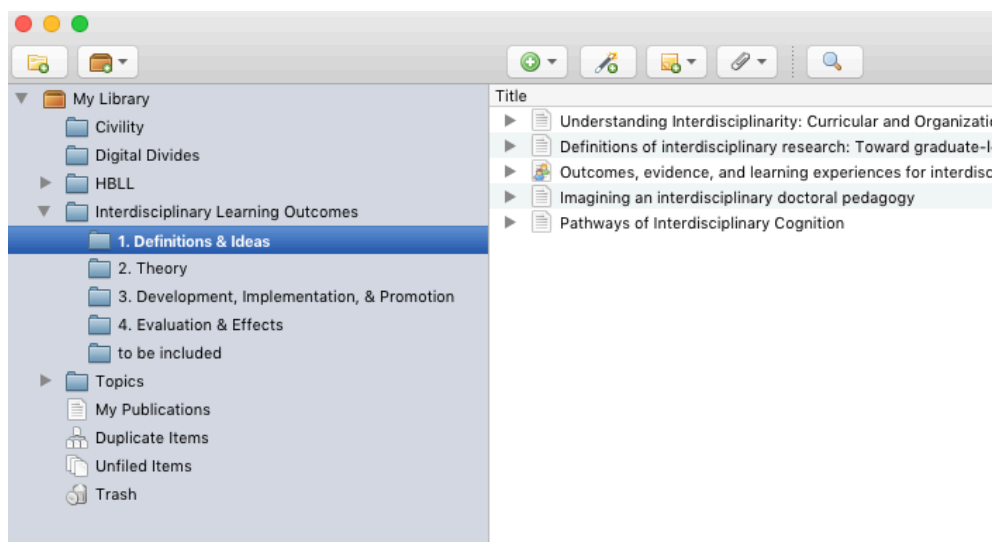 My Library
Civility
Digital Divides
HBLL
Interdisciplinary Learning Outcomes
1. Definitions & Ideas
2. Theory
3. Development, Implementation, & Promotion
4. Evaluation & Effects
to be included
Topics
My Publications
Duplicate Items
Unfiled Items
Trash
Title
Understanding Interdisciplinarity: Curricular and Organizatio
Definitions of interdisciplinary research: Toward graduate-l
Outcomes, evidence, and learning experiences for interdisc
Imagining an interdisciplinary doctoral pedagogy
Pathways of Interdisciplinary Cognition